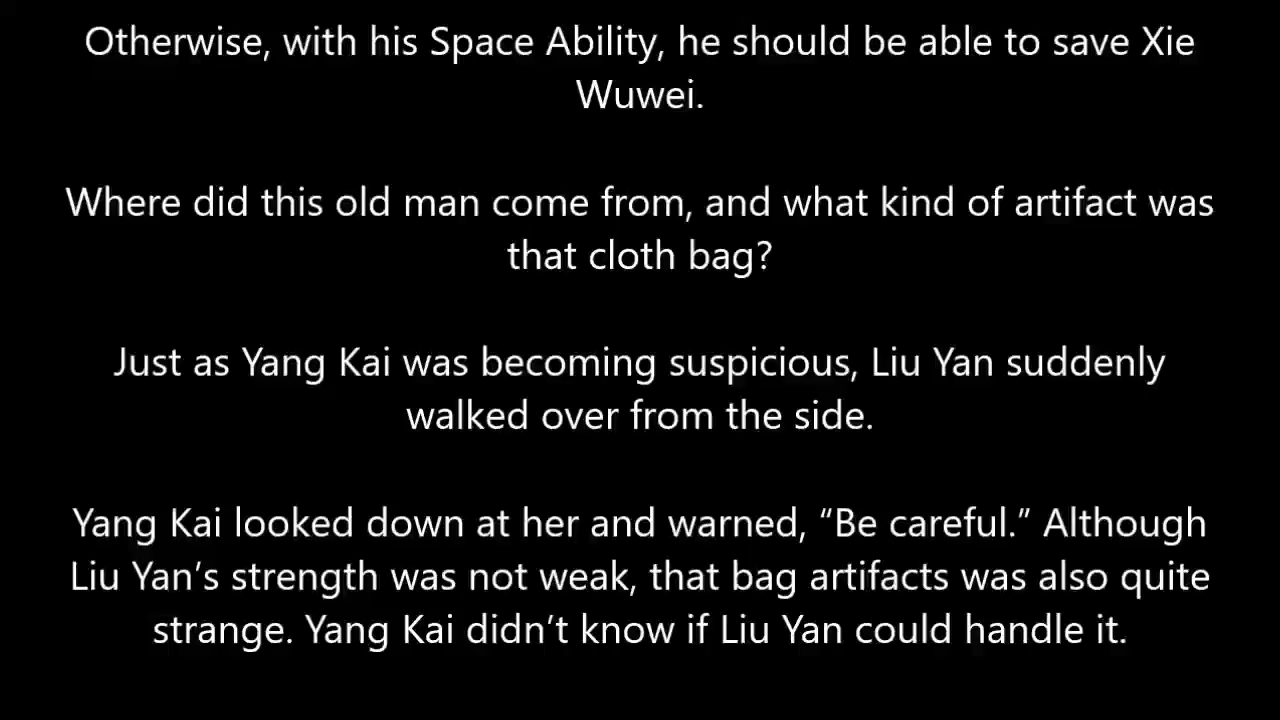 Otherwise, with his Space Ability, he should be able to save Xie
Wuwei.
Where did this old man come from, and what kind of artifact was
that cloth bag?
Just as Yang Kai was becoming suspicious, Liu Yan suddenly
walked over from the side.
Yang Kai looked down at her and warned, “Be careful.” Although
Liu Yan’s strength was not weak, that bag artifacts was also quite
strange. Yang Kai didn’t know if Liu Yan could handle it.